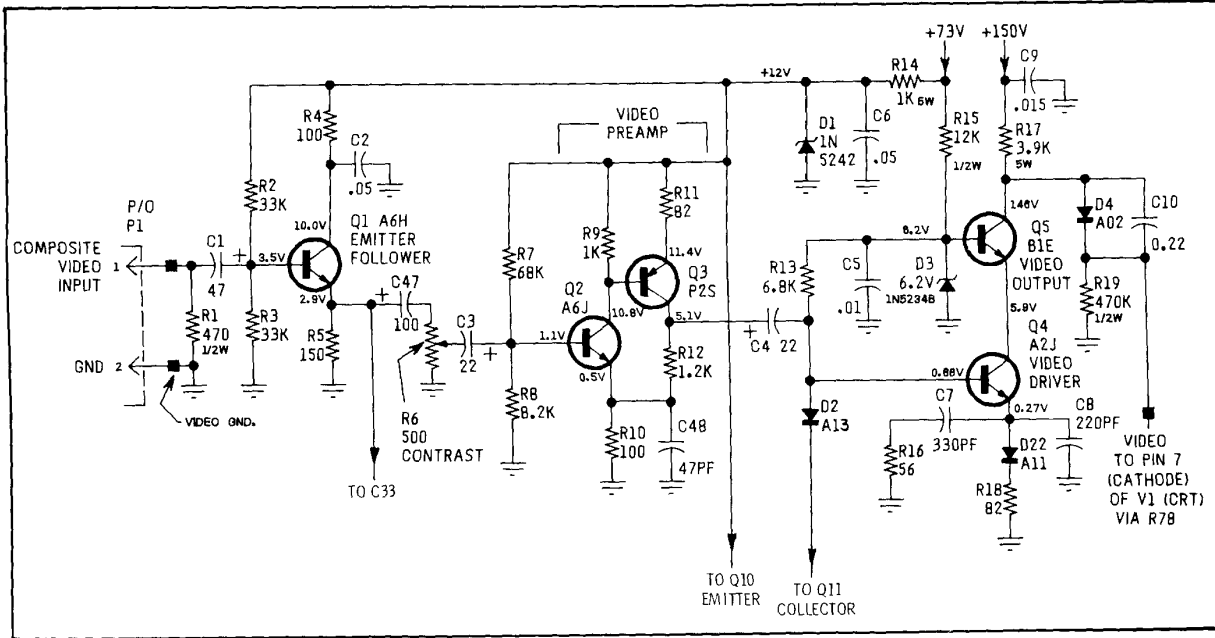 +73V
+150V
R14
1K 5W
C9
.015
+12V
R4
100
C2
.05
VIDEO
PREAMP
D1
1N
5242
C6
.05
R15
12K
1/2W
R17
3.9K
5W
R2
33K
P/O
P1
COMPOSITE
VIDEO
INPUT
1
C1
47
+
3.5V
10.0V
2.9V
Q1 A6H
EMITTER
FOLLOWER
R11
82
R9
1K
R7
68K
11.4V
Q3
P2S
Q2
A6J
10.8V
5.1V
146V
D4
A02
C10
0.22
6.2V
Q5
B1E
VIDEO
OUTPUT
R13
6.8K
C5
.01
D3
6.2V
1N5234B
5.9V
R19
470K
1/2W
+
C47
100
R1
470
1/2W
R3
33K
R5
150
C3
22
+
1.1V
0.5V
R12
1.2K
+
C4 22
Q4
A2J
VIDEO
DRIVER
GND 2
VIDEO GND.
R6
500
CONTRAST
R8
8.2K
R10
100
C48
47PF
0.68V
D2
A13
C7
330PF
0.27V
C8
220PF
R16
56
D22
A11
R18
82
VIDEO
TO PIN 7
(CATHODE)
OF V1 (CRT)
VIA R78
TO C33
TO Q10
EMITTER
TO Q11
COLLECTOR